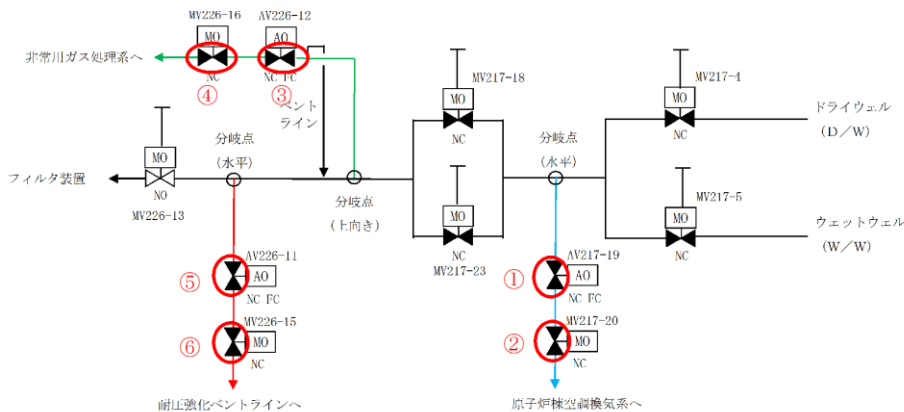 MV226-16
AV226-12
MO
AO
非常用ガス処理系へ
NC
NC FC
④
③
ベント
ライン
MV217-18
MO
NC
MV217-4
MO
NC
ドライウェル
(D/W)
分岐点
(水平)
分岐点
(水平)
MO
フィルタ装置
NO
MV226-13
分岐点
(上向き)
MO
NC
MV217-23
MV217-5
MO
NC
ウェットウェル
(W/W)
AV226-11
⑤
AO
NC FC
AV217-19
①
AO
NC FC
MV226-15
⑥
MO
NC
MV217-20
②
MO
NC
耐圧強化ベントラインへ
原子炉棟空調換気系へ